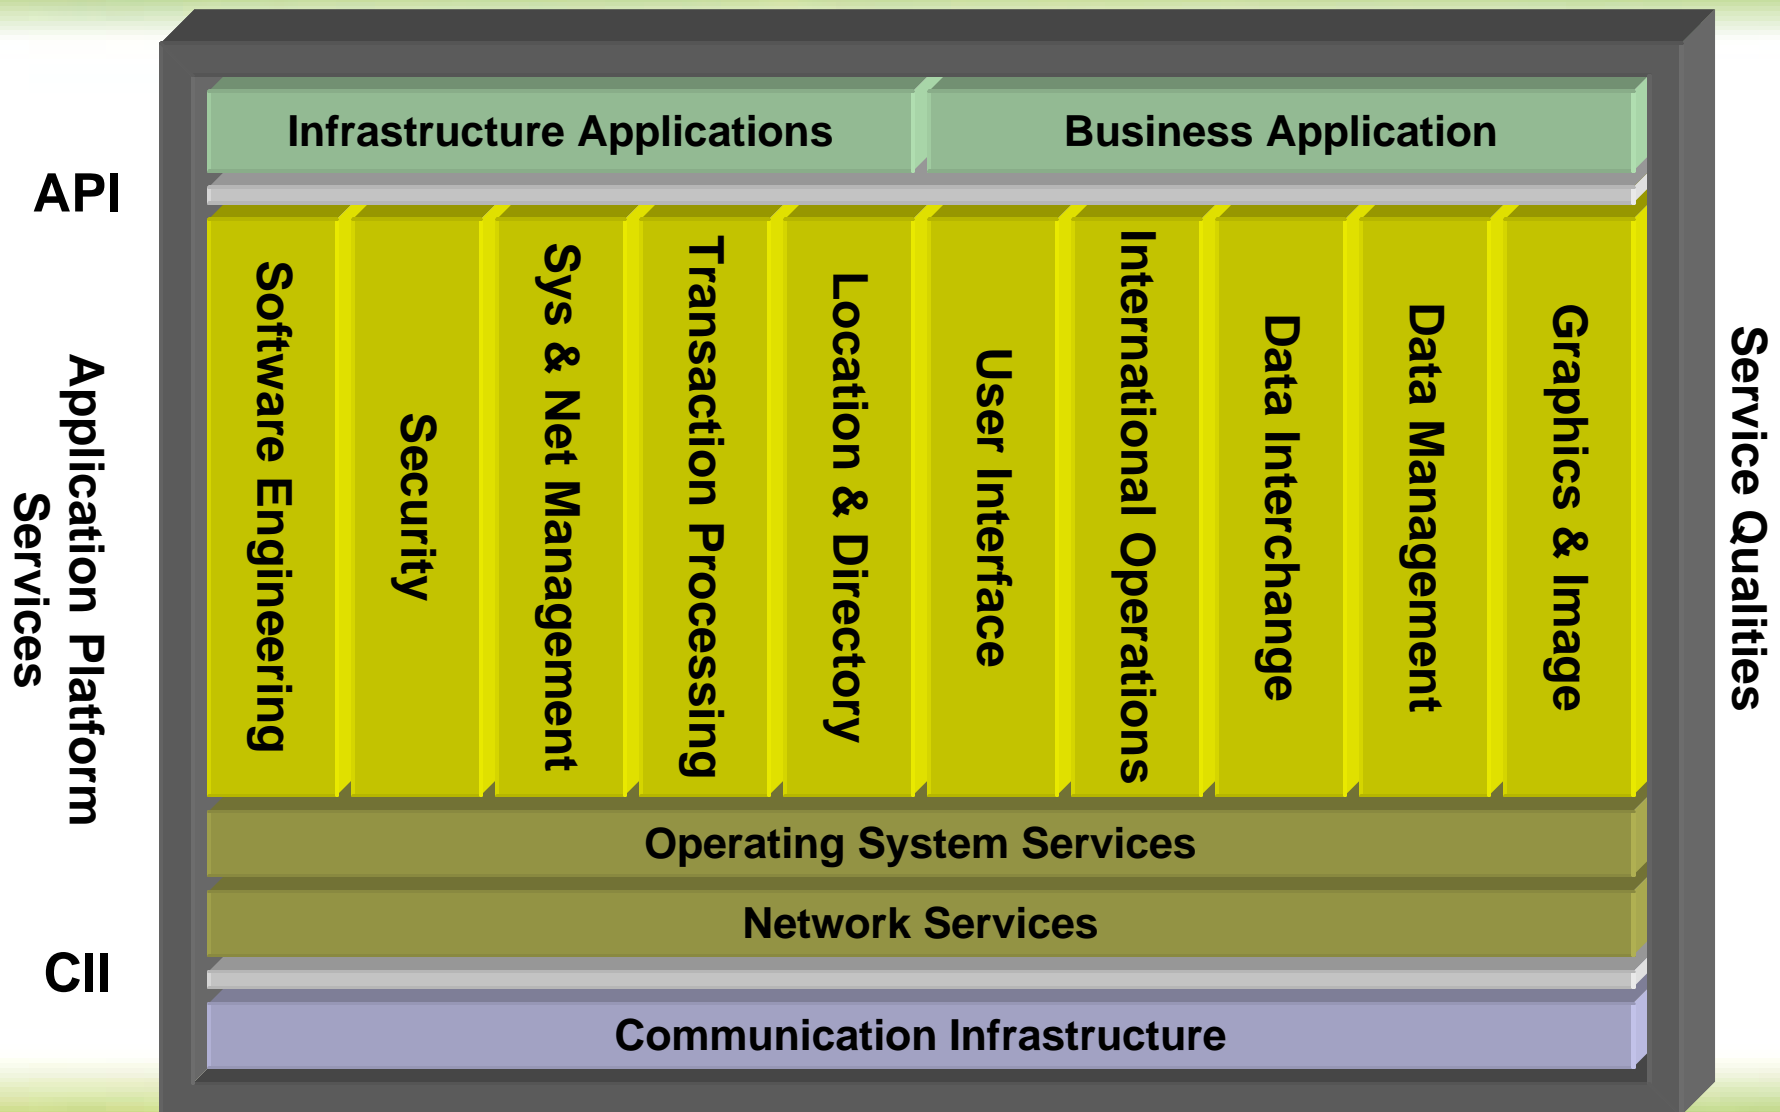 Infrastructure Applications
Business Application
API
Software Engineering
Security
Sys & Net Management
Transaction Processing
Location & Directory
User Interface
International Operations
Data Interchange
Data Management
Graphics & Image
Application Platform
Services
Service Qualities
Operating System Services
Network Services
CII
Communication Infrastructure